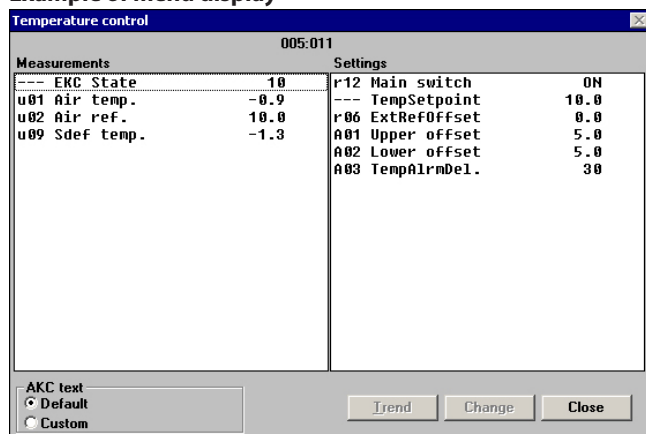 Example of menu display
Temperature control
005:011
Measurements
--- EKC State 10
u01 Air temp. -0.9
u02 Air ref. 10.0
u09 Sdef temp. -1.3
Settings
r12 Main switch ON
--- TempSetpoint 10.0
r06 ExtRefOffset 0.0
A01 Upper offset 5.0
A02 Lower offset 5.0
A03 TempAlrmDel. 30
AKC text
Default
Custom
Trend
Change
Close